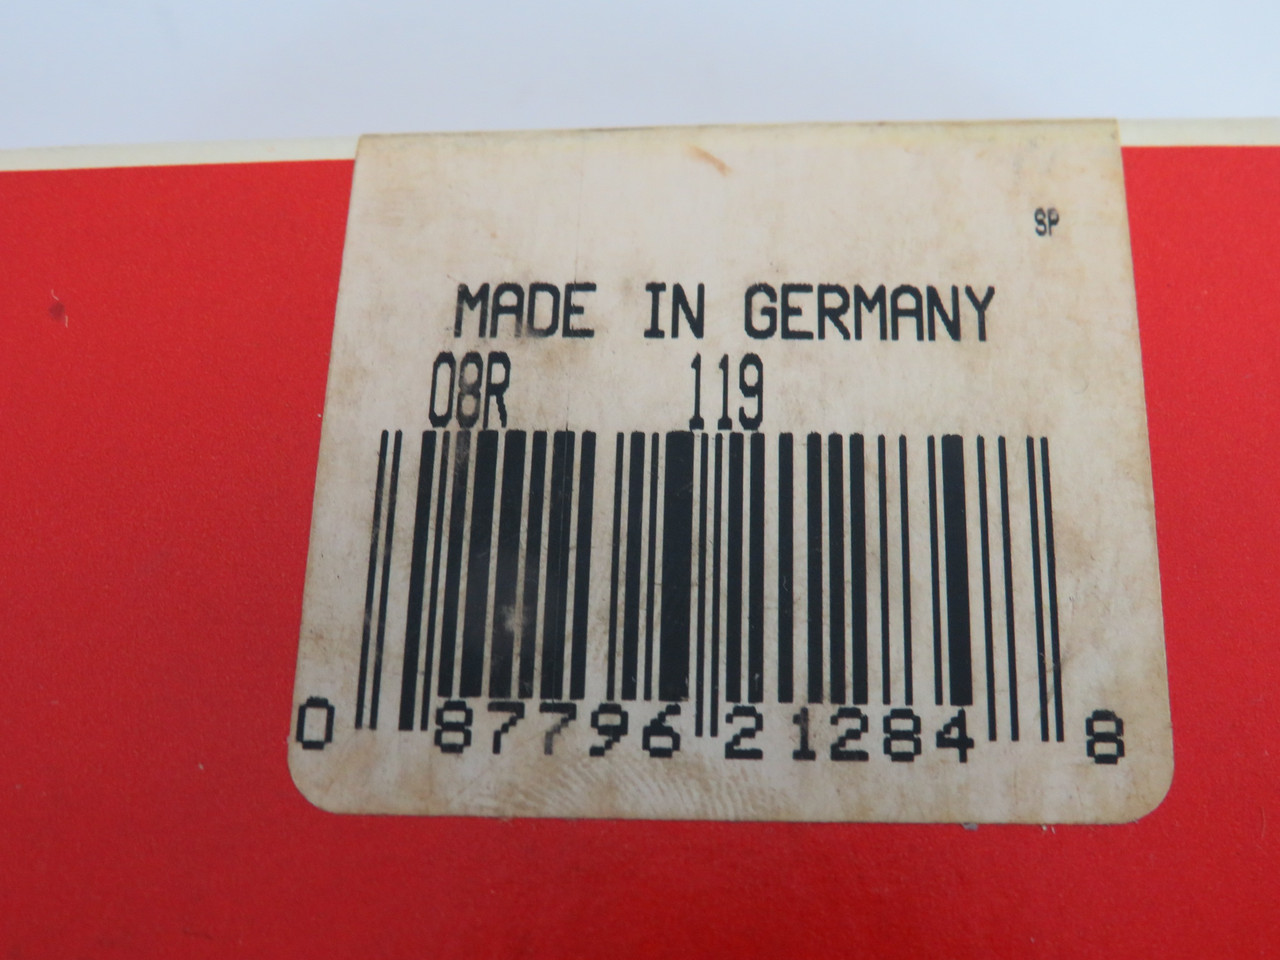 SP
MADE IN GERMANY
08R 119
0 87796 21284 8